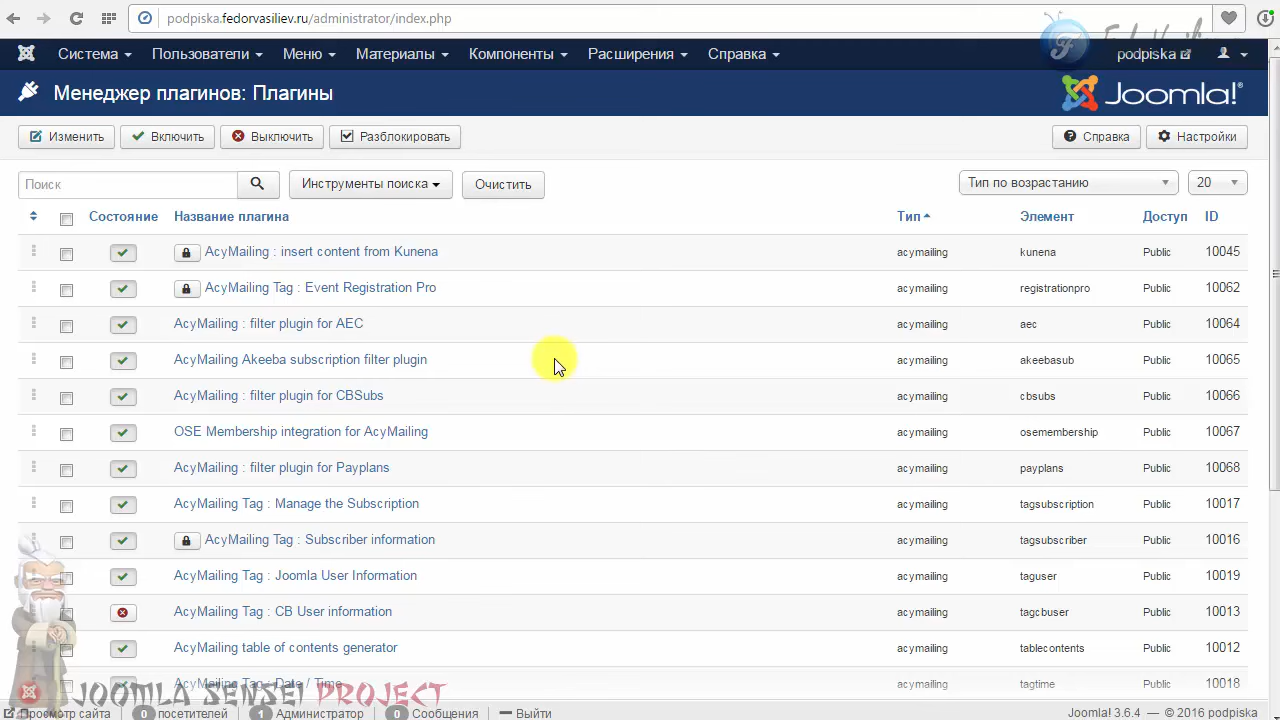 podpiska.fedorvasiliev.ru/administrator/index.php
Система Пользователи Меню Материалы Компоненты Расширения Справка podpiska
Менеджер плагинов: Плагины Joomla!®
Изменить Включить Выключить Разблокировать Справка Настройки
Поиск Инструменты поиска Очистить Тип по возрастанию 20
Состояние Название плагина Тип Элемент Доступ ID
AcyMailing : insert content from Kunena acymailing kunena Public 10045
AcyMailing Tag : Event Registration Pro acymailing registrationpro Public 10062
AcyMailing : filter plugin for AEC acymailing aec Public 10064
AcyMailing Akeeba subscription filter plugin acymailing akeebasub Public 10065
AcyMailing : filter plugin for CBSubs acymailing cbsubs Public 10066
OSE Membership integration for AcyMailing acymailing osemembership Public 10067
AcyMailing : filter plugin for Payplans acymailing payplans Public 10068
AcyMailing Tag : Manage the Subscription acymailing tagsubscription Public 10017
AcyMailing Tag : Subscriber information acymailing tagsubscriber Public 10016
AcyMailing Tag : Joomla User Information acymailing taguser Public 10019
AcyMailing Tag : CB User information acymailing tagcbuser Public 10013
AcyMailing table of contents generator acymailing tablecontents Public 10012
AcyMailing Tag : Date / Time acymailing tagtime Public 10018
JOOMLA SENSEI PROJECT
Просмотр сайта 0 посетителей 1 Администратор 0 Сообщения Выйти Joomla! 3.6.4 — © 2016 podpiska